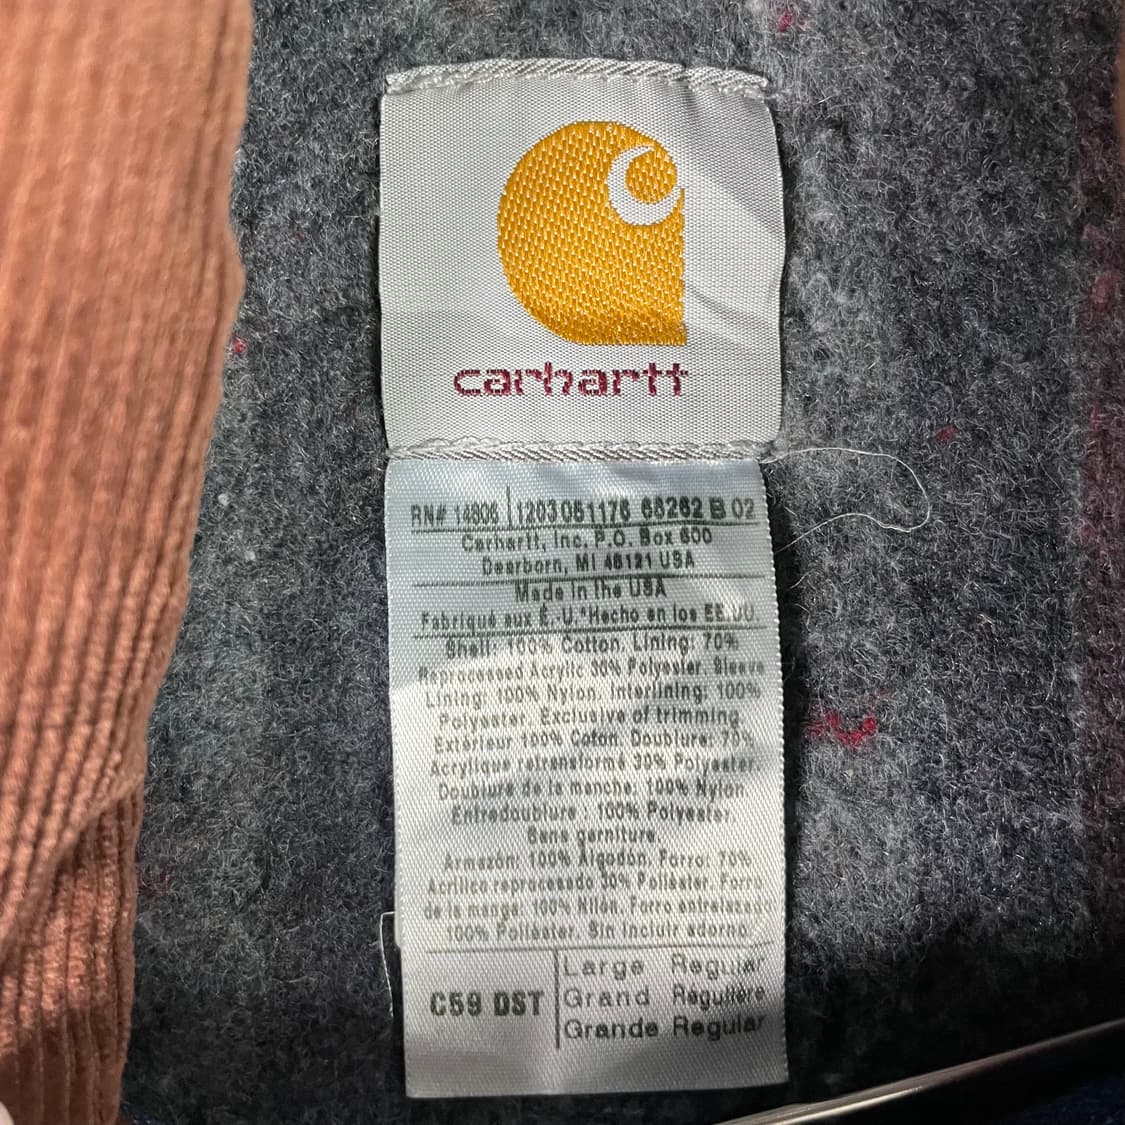 carhartt
RN# 14806 1203051176 65262 B 02
Carhartt, Inc. P.O. Box 600
Dearborn, MI 48121 USA
Made in the USA
Fabriqué aux É.-U.*Hecho en los EE.UU.
Shell: 100% Cotton. Lining: 70%
Reprocessed Acrylic 30% Polyester. Sleeve
Lining: 100% Nylon. Interlining: 100%
Polyester. Exclusive of trimming.
Extérieur 100% Coton. Doublure: 70%
Acrylique retransformé 30% Polyester.
Doublure de la manche: 100% Nylon
Entredoublure : 100% Polyester.
Sans garniture.
Armazón: 100% Algodón. Forro: 70%
Acrílico reprocesado 30% Poliéster. Forro
de la manga: 100% Nilón. Forro entrelazado
100% Poliéster. Sin incluir adorno.
C59 DST
Large Regular
Grand Régulière
Grande Regular